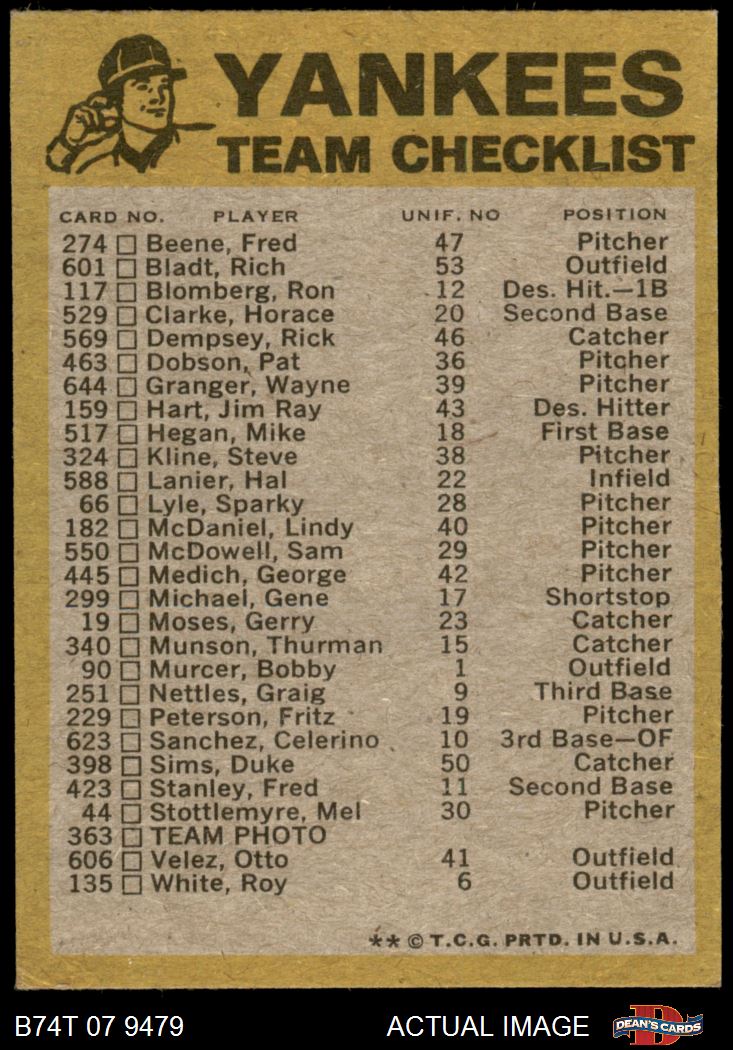 YANKEES
TEAM CHECKLIST
CARD NO. PLAYER UNIF. NO POSITION
274 □ Beene, Fred 47 Pitcher
601 □ Bladt, Rich 53 Outfield
117 □ Blomberg, Ron 12 Des. Hit.—1B
529 □ Clarke, Horace 20 Second Base
569 □ Dempsey, Rick 46 Catcher
463 □ Dobson, Pat 36 Pitcher
644 □ Granger, Wayne 39 Pitcher
159 □ Hart, Jim Ray 43 Des. Hitter
517 □ Hegan, Mike 18 First Base
324 □ Kline, Steve 38 Pitcher
588 □ Lanier, Hal 22 Infield
66 □ Lyle, Sparky 28 Pitcher
182 □ McDaniel, Lindy 40 Pitcher
550 □ McDowell, Sam 29 Pitcher
445 □ Medich, George 42 Pitcher
299 □ Michael, Gene 17 Shortstop
19 □ Moses, Gerry 23 Catcher
340 □ Munson, Thurman 15 Catcher
90 □ Murcer, Bobby 1 Outfield
251 □ Nettles, Graig 9 Third Base
229 □ Peterson, Fritz 19 Pitcher
623 □ Sanchez, Celerino 10 3rd Base—OF
398 □ Sims, Duke 50 Catcher
423 □ Stanley, Fred 11 Second Base
44 □ Stottlemyre, Mel 30 Pitcher
363 □ TEAM PHOTO
606 □ Velez, Otto 41 Outfield
135 □ White, Roy 6 Outfield
** © T.C.G. PRTD. IN U.S.A.
B74T 07 9479 ACTUAL IMAGE D DEAN'S CARDS